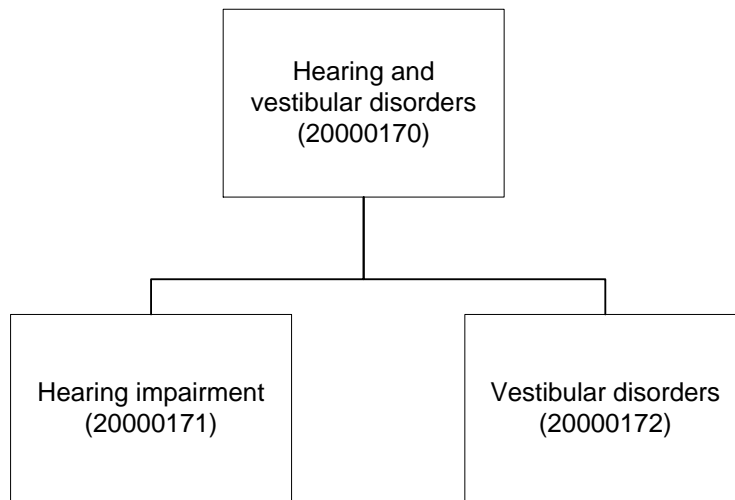 Hearing and
vestibular disorders
(20000170)
Hearing impairment
(20000171)
Vestibular disorders
(20000172)